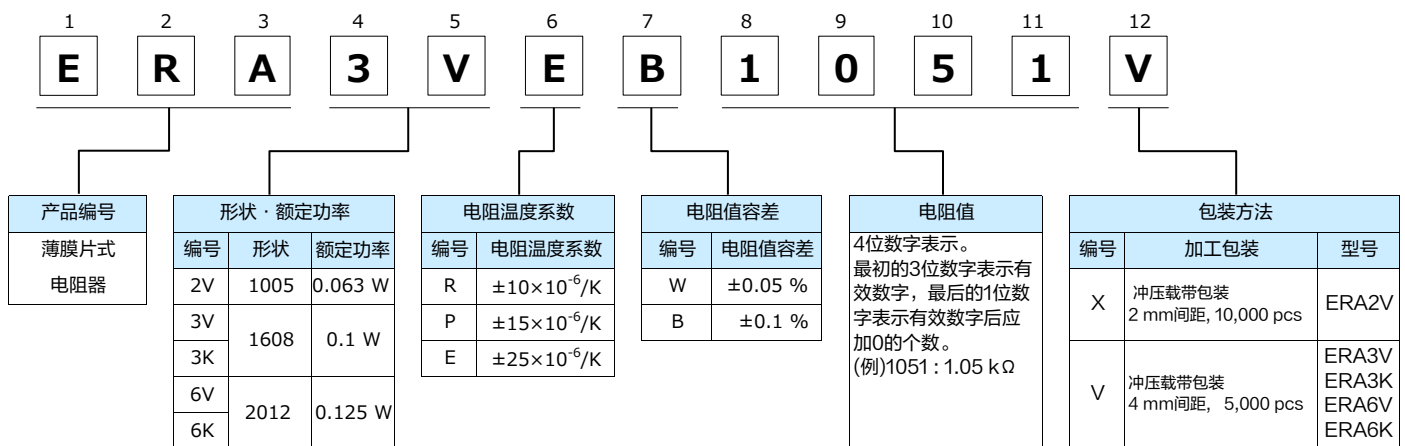 1 2 3 4 5 6 7 8 9 10 11 12
E R A 3 V E B 1 0 5 1 V
产品编号
薄膜片式
电阻器
形状 · 额定功率
编号 形状 额定功率
2V 1005 0.063 W
3V
1608 0.1 W
3K
6V
2012 0.125 W
6K
电阻温度系数
编号 电阻温度系数
R ±10×10⁻⁶/K
P ±15×10⁻⁶/K
E ±25×10⁻⁶/K
电阻值容差
编号 电阻值容差
W ±0.05 %
B ±0.1 %
电阻值
4位数字表示。
最初的3位数字表示有
效数字，最后的1位数
字表示有效数字后应
加0的个数。
(例)1051 : 1.05 kΩ
包装方法
编号 加工包装 型号
X 冲压载带包装
2 mm间距, 10,000 pcs ERA2V
V 冲压载带包装
4 mm间距, 5,000 pcs
ERA3V
ERA3K
ERA6V
ERA6K